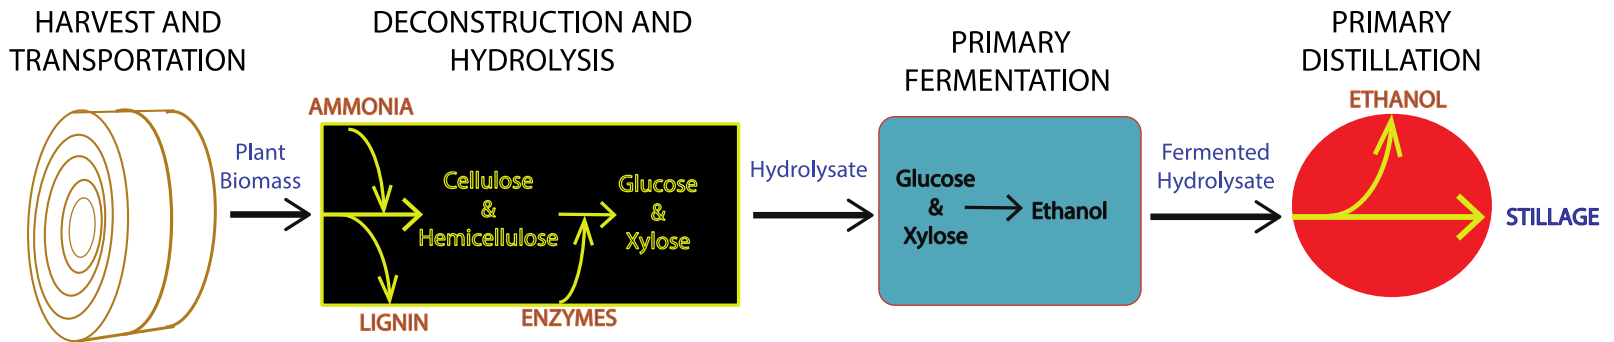 HARVEST AND
TRANSPORTATION
DECONSTRUCTION AND
HYDROLYSIS
PRIMARY
FERMENTATION
PRIMARY
DISTILLATION
Plant
Biomass
AMMONIA
Cellulose
&
Hemicellulose
Glucose
&
Xylose
LIGNIN
ENZYMES
Hydrolysate
Glucose
&
Xylose
Ethanol
Fermented
Hydrolysate
ETHANOL
STILLAGE